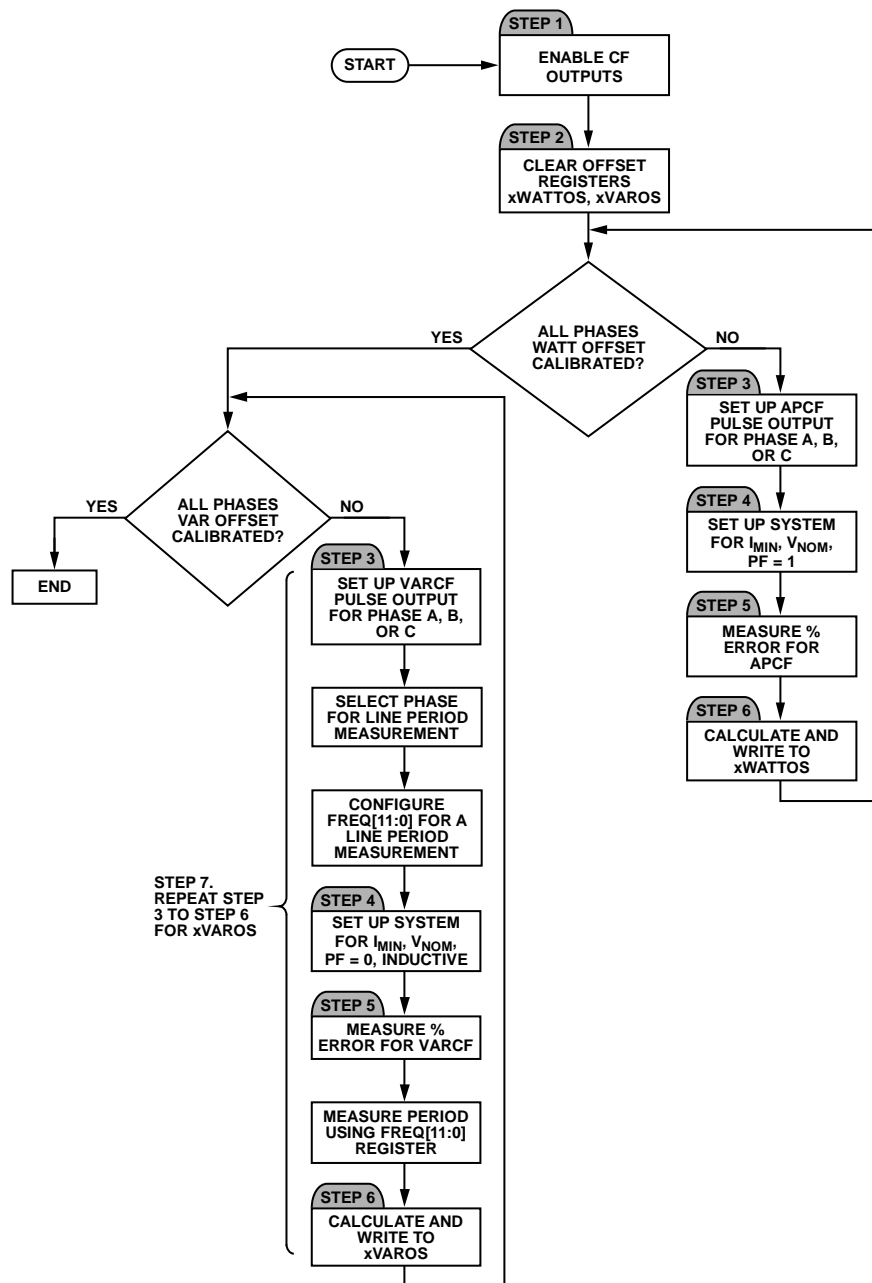 STEP 1
START
ENABLE CF
OUTPUTS
STEP 2
CLEAR OFFSET
REGISTERS
xWATTOS, xVAROS
YES
ALL PHASES
WATT OFFSET
CALIBRATED?
NO
STEP 3
SET UP APCF
PULSE OUTPUT
FOR PHASE A, B,
OR C
STEP 4
SET UP SYSTEM
FOR IMIN, VNOM,
PF = 1
STEP 5
MEASURE %
ERROR FOR
APCF
STEP 6
CALCULATE AND
WRITE TO
xWATTOS
YES
ALL PHASES
VAR OFFSET
CALIBRATED?
NO
END
STEP 3
SET UP VARCF
PULSE OUTPUT
FOR PHASE A, B,
OR C
SELECT PHASE
FOR LINE PERIOD
MEASUREMENT
CONFIGURE
FREQ[11:0] FOR A
LINE PERIOD
MEASUREMENT
STEP 7.
REPEAT STEP
3 TO STEP 6
FOR xVAROS
STEP 4
SET UP SYSTEM
FOR IMIN, VNOM,
PF = 0, INDUCTIVE
STEP 5
MEASURE %
ERROR FOR VARCF
MEASURE PERIOD
USING FREQ[11:0]
REGISTER
STEP 6
CALCULATE AND
WRITE TO
xVAROS